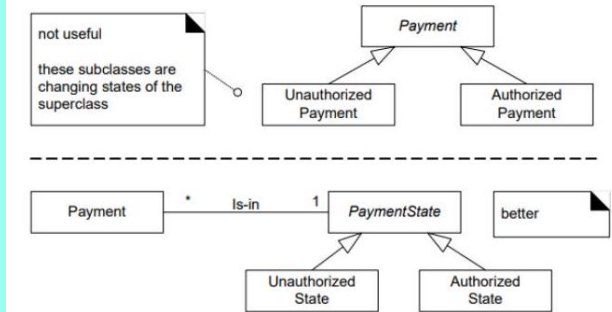 not useful
these subclasses are
changing states of the
superclass
Payment
Unauthorized
Payment
Authorized
Payment
Payment
*
Is-in
1
PaymentState
better
Unauthorized
State
Authorized
State